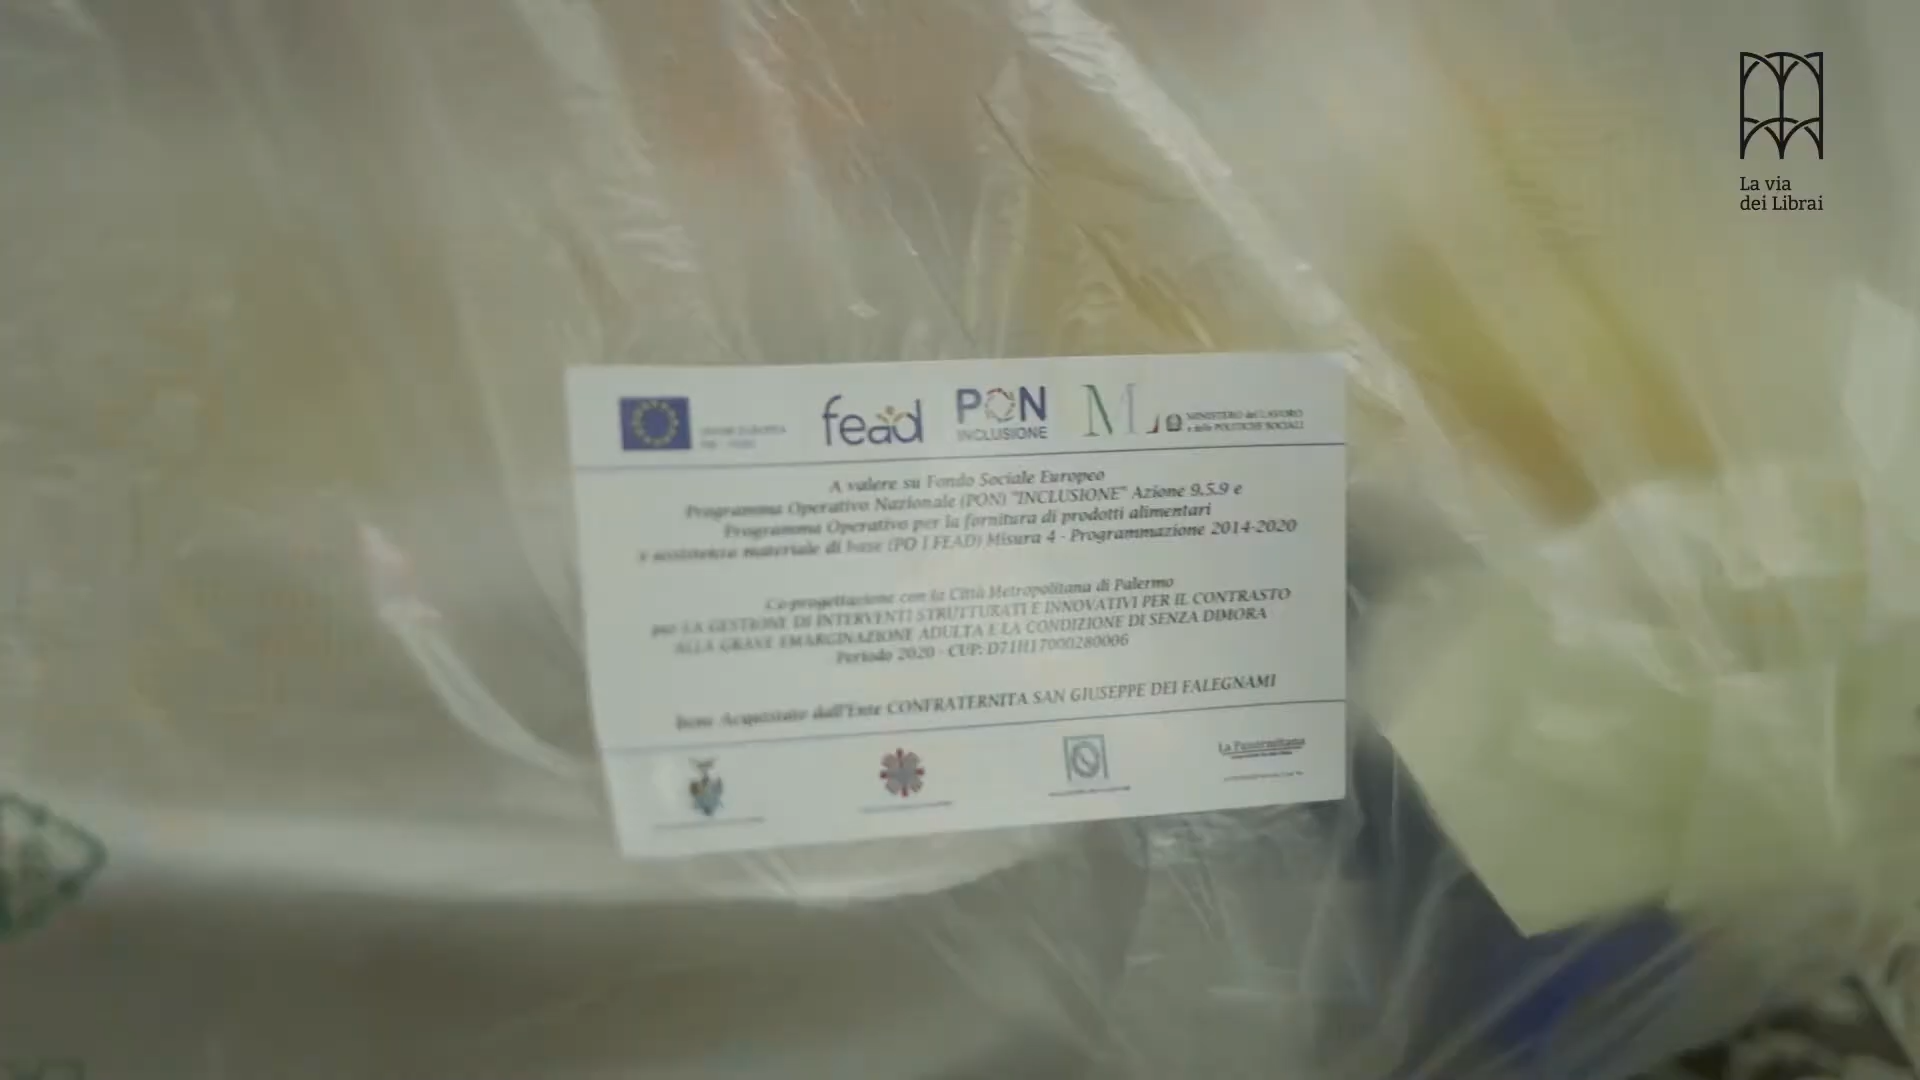 La via
dei Librai
fead
PON
INCLUSIONE
ML
MINISTERO del LAVORO
e delle POLITICHE SOCIALI
A valere su Fondo Sociale Europeo
Programma Operativo Nazionale (PON) "INCLUSIONE" Azione 9.5.9 e
Programma Operativo per la fornitura di prodotti alimentari
e assistenza materiale di base (PO I FEAD) Misura 4 - Programmazione 2014-2020
Co-progettazione con la Città Metropolitana di Palermo
per LA GESTIONE DI INTERVENTI STRUTTURATI E INNOVATIVI PER IL CONTRASTO
ALLA GRAVE EMARGINAZIONE ADULTA E LA CONDIZIONE DI SENZA DIMORA
Periodo 2020 - CUP: D71H17000280006
Bene Acquistato dall'Ente CONFRATERNITA SAN GIUSEPPE DEI FALEGNAMI
La Panormitana